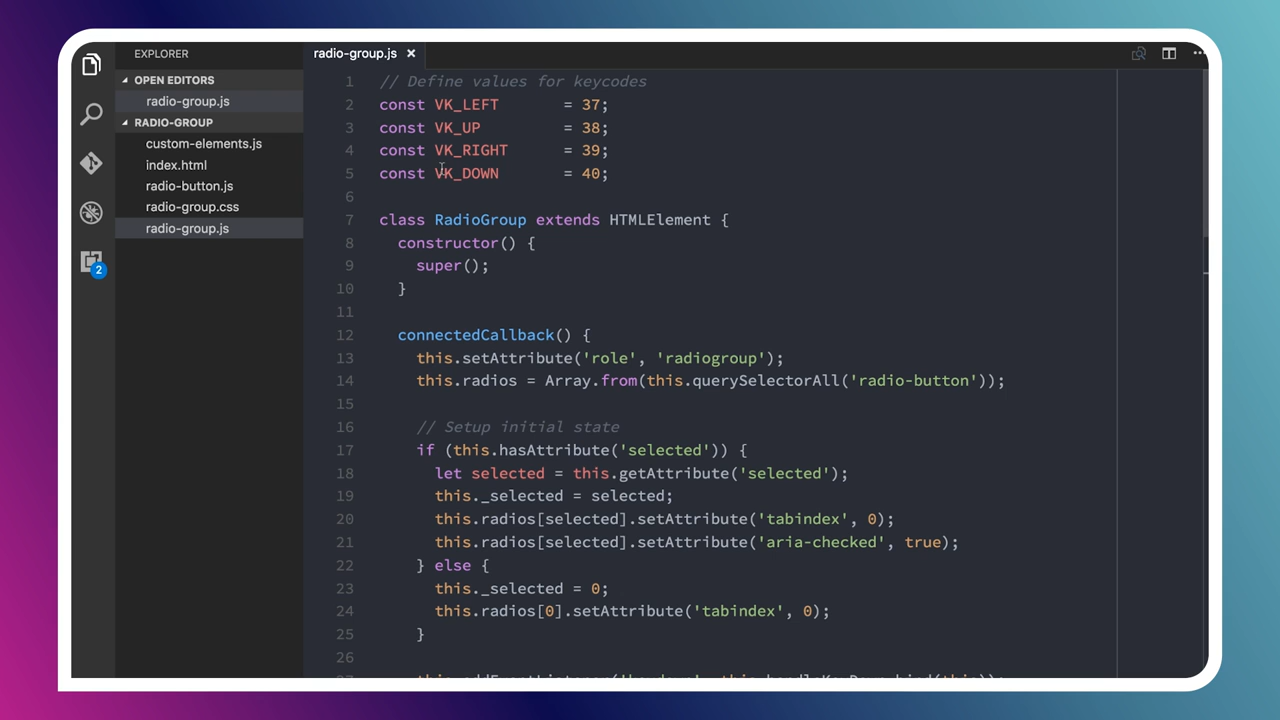 EXPLORER
OPEN EDITORS
radio-group.js
RADIO-GROUP
custom-elements.js
index.html
radio-button.js
radio-group.css
radio-group.js
2
radio-group.js ×
1 // Define values for keycodes
2 const VK_LEFT = 37;
3 const VK_UP = 38;
4 const VK_RIGHT = 39;
5 const VK_DOWN = 40;
6
7 class RadioGroup extends HTMLElement {
8 constructor() {
9 super();
10 }
11
12 connectedCallback() {
13 this.setAttribute('role', 'radiogroup');
14 this.radios = Array.from(this.querySelectorAll('radio-button'));
15
16 // Setup initial state
17 if (this.hasAttribute('selected')) {
18 let selected = this.getAttribute('selected');
19 this._selected = selected;
20 this.radios[selected].setAttribute('tabindex', 0);
21 this.radios[selected].setAttribute('aria-checked', true);
22 } else {
23 this._selected = 0;
24 this.radios[0].setAttribute('tabindex', 0);
25 }
26